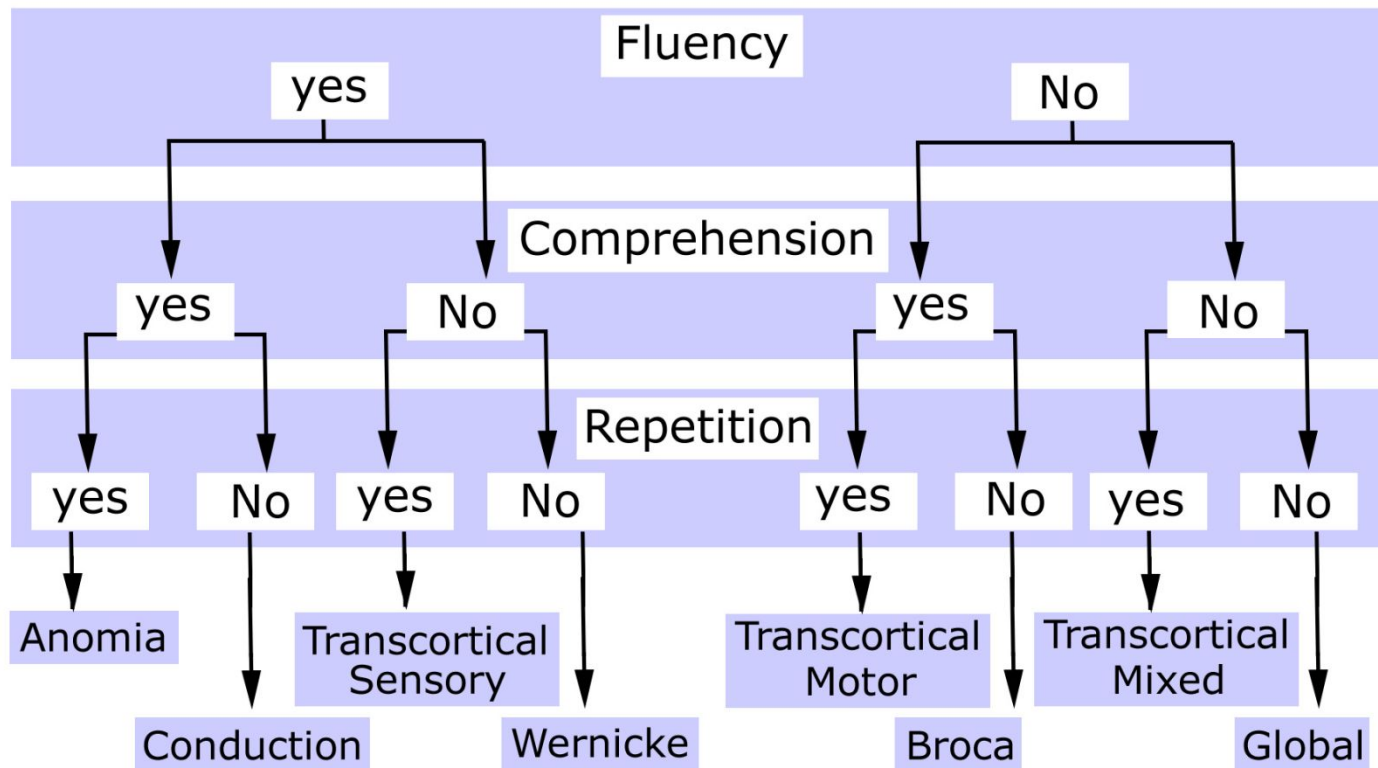 Fluency
yes
No
Comprehension
yes
No
yes
No
Repetition
yes
No
yes
No
yes
No
yes
No
Anomia
Transcortical
Sensory
Transcortical
Motor
Transcortical
Mixed
Conduction
Wernicke
Broca
Global